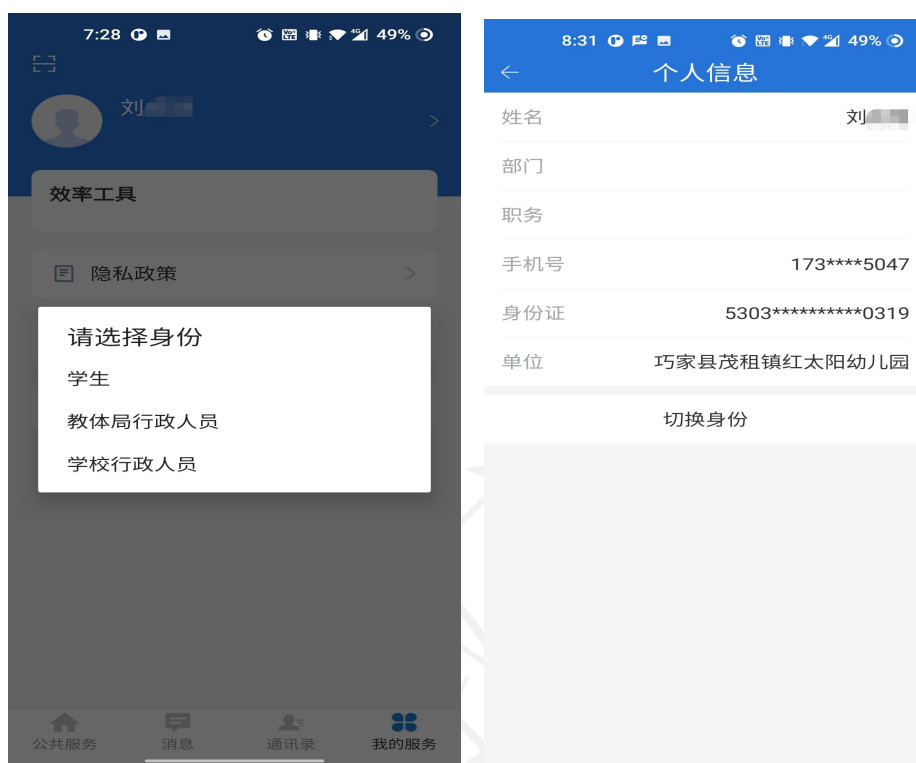 7:28
49%
刘
效率工具
隐私政策
请选择身份
学生
教体局行政人员
学校行政人员
公共服务
消息
通讯录
我的服务
8:31
49%
个人信息
姓名
刘
部门
职务
手机号
173****5047
身份证
5303**********0319
单位
巧家县茂租镇红太阳幼儿园
切换身份